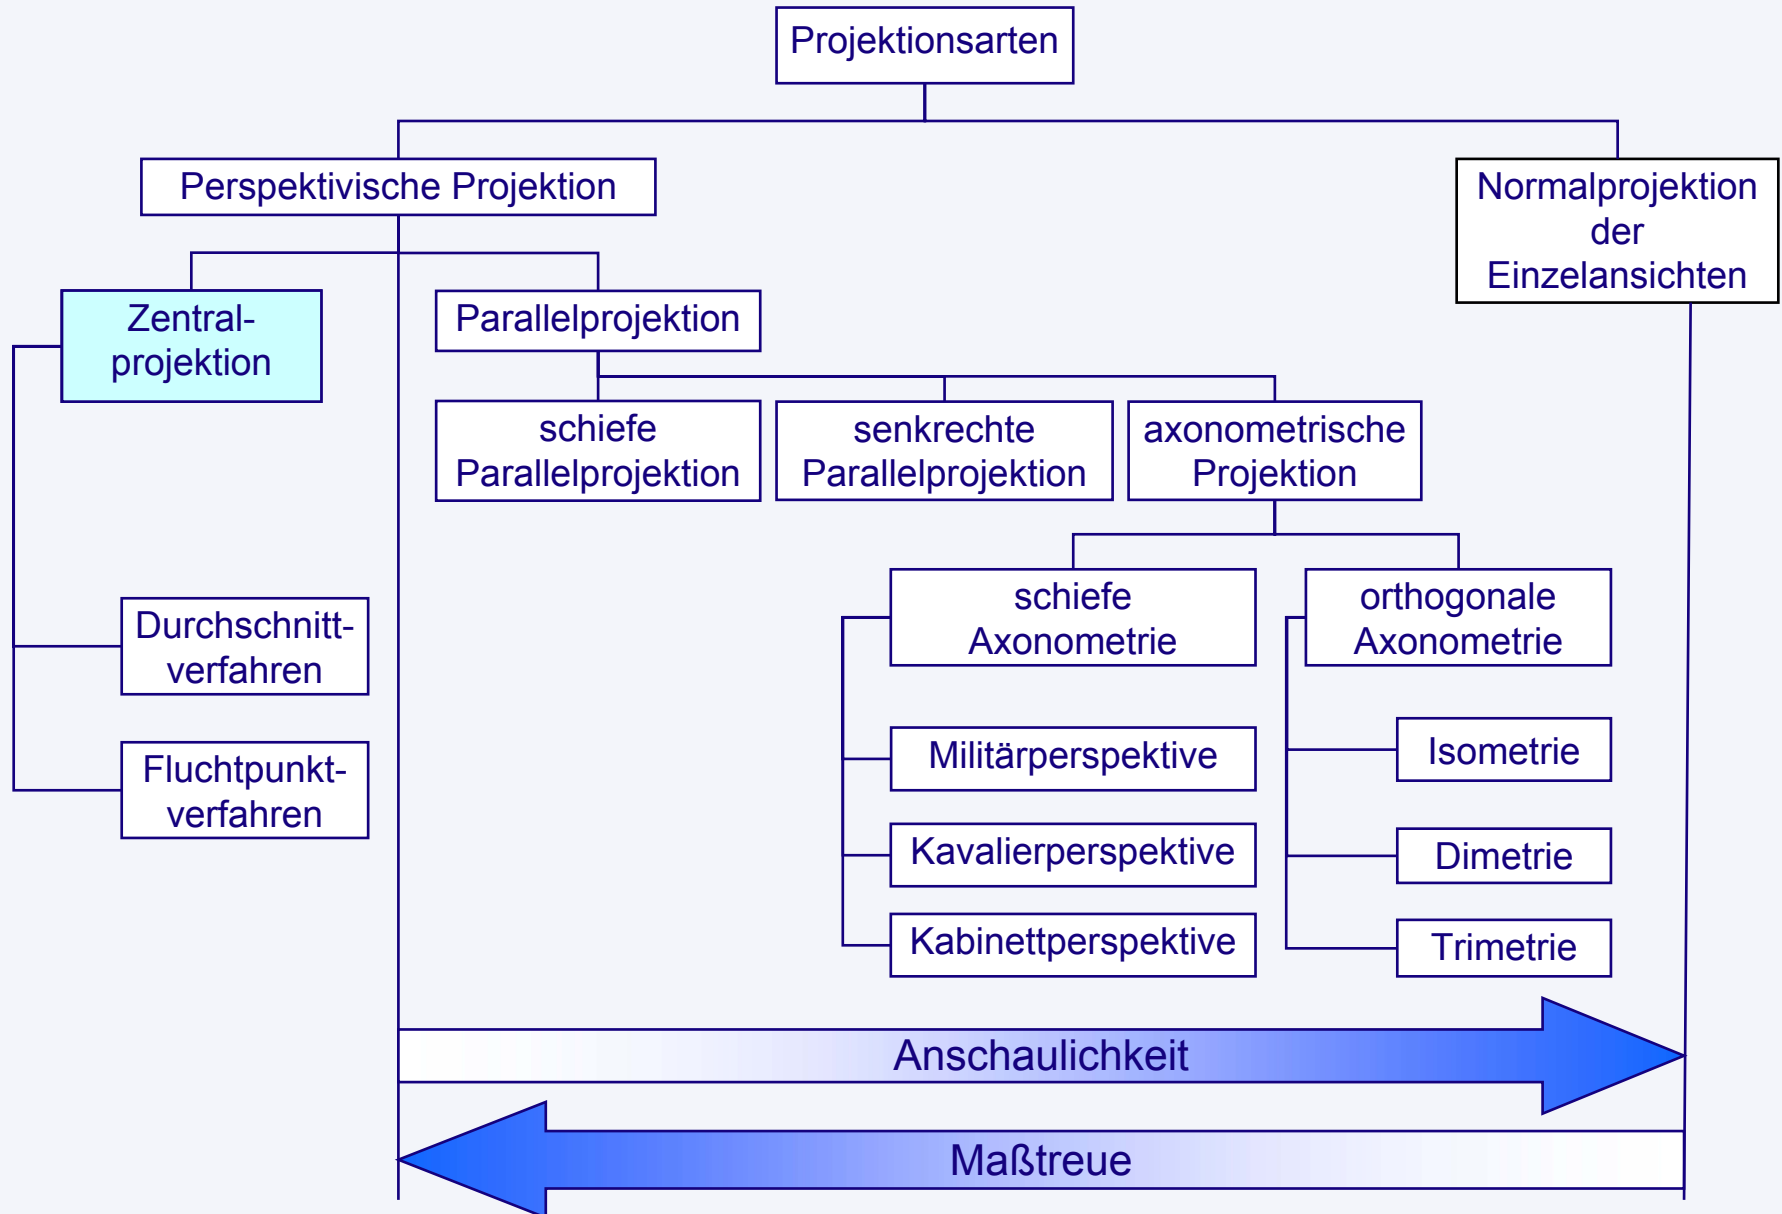 Projektionsarten
Perspektivische Projektion
Normalprojektion
der
Einzelansichten
Zentral-
projektion
Parallelprojektion
schiefe
Parallelprojektion
senkrechte
Parallelprojektion
axonometrische
Projektion
schiefe
Axonometrie
orthogonale
Axonometrie
Durchschnitt-
verfahren
Fluchtpunkt-
verfahren
Militärperspektive
Kavalierperspektive
Kabinettperspektive
Isometrie
Dimetrie
Trimetrie
Anschaulichkeit
Maßtreue